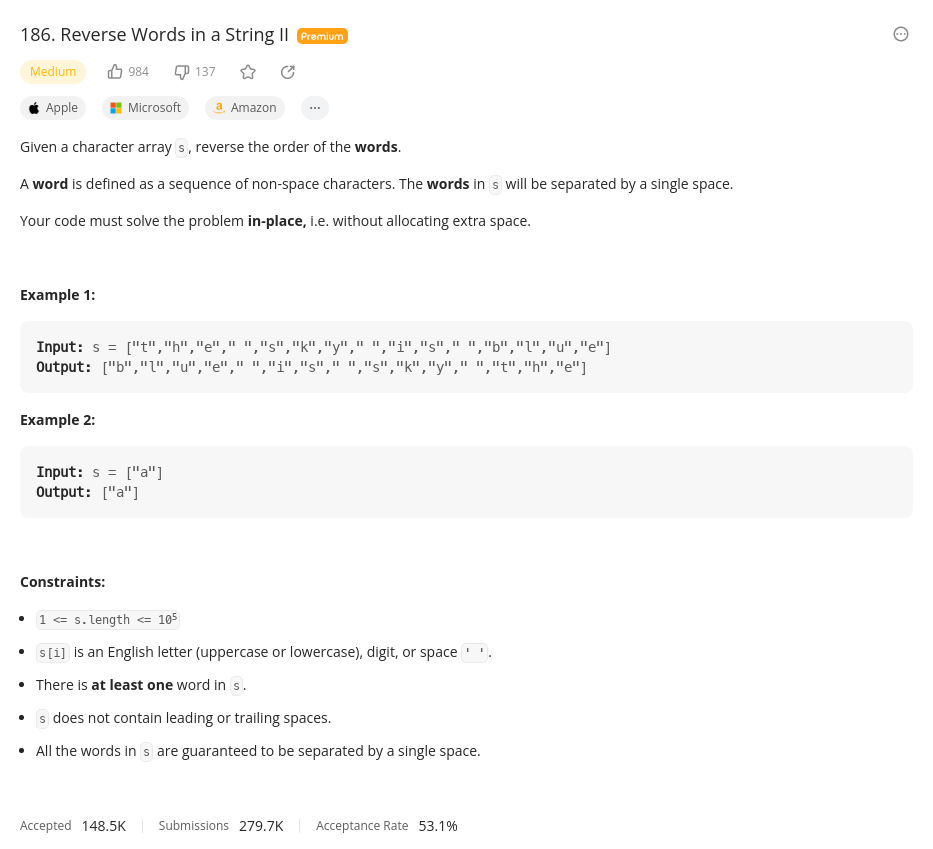 186. Reverse Words in a String II Premium
Medium 984 137
Apple Microsoft Amazon ...
Given a character array s, reverse the order of the words.
A word is defined as a sequence of non-space characters. The words in s will be separated by a single space.
Your code must solve the problem in-place, i.e. without allocating extra space.
Example 1:
Input: s = ["t","h","e"," ","s","k","y"," ","i","s"," ","b","l","u","e"]
Output: ["b","l","u","e"," ","i","s"," ","s","k","y"," ","t","h","e"]
Example 2:
Input: s = ["a"]
Output: ["a"]
Constraints:
1 <= s.length <= 10⁵
s[i] is an English letter (uppercase or lowercase), digit, or space ' '.
There is at least one word in s.
s does not contain leading or trailing spaces.
All the words in s are guaranteed to be separated by a single space.
Accepted 148.5K Submissions 279.7K Acceptance Rate 53.1%